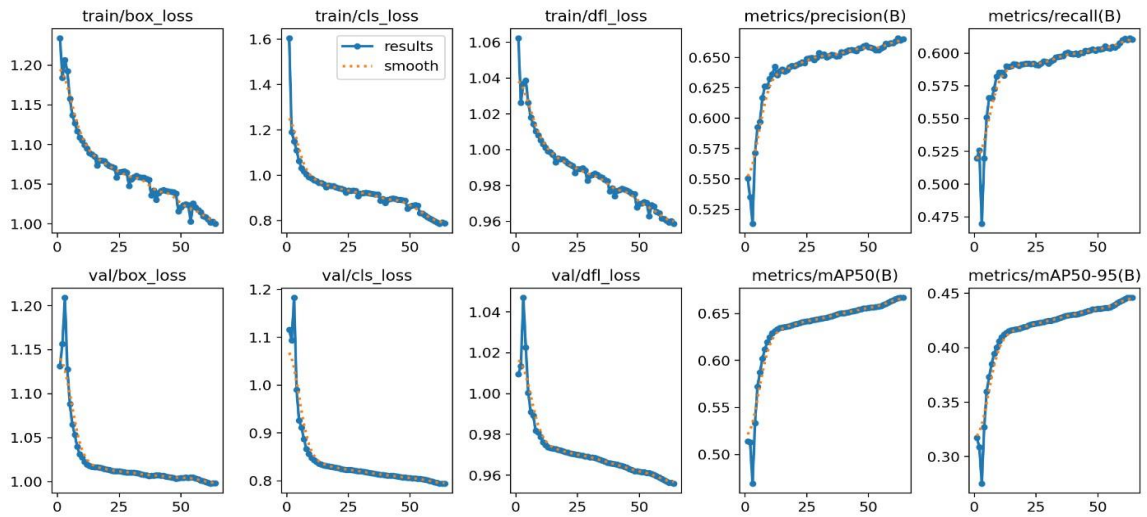 train/box_loss
train/cls_loss
train/dfl_loss
metrics/precision(B)
metrics/recall(B)
1.20
1.15
1.10
1.05
1.00
0 25 50
1.6
1.4
1.2
1.0
0.8
results
smooth
0 25 50
1.06
1.04
1.02
1.00
0.98
0.96
0 25 50
0.650
0.625
0.600
0.575
0.550
0.525
0 25 50
0.600
0.575
0.550
0.525
0.500
0.475
0 25 50
val/box_loss
val/cls_loss
val/dfl_loss
metrics/mAP50(B)
metrics/mAP50-95(B)
1.20
1.15
1.10
1.05
1.00
0 25 50
1.2
1.1
1.0
0.9
0.8
0 25 50
1.04
1.02
1.00
0.98
0.96
0 25 50
0.65
0.60
0.55
0.50
0 25 50
0.45
0.40
0.35
0.30
0 25 50